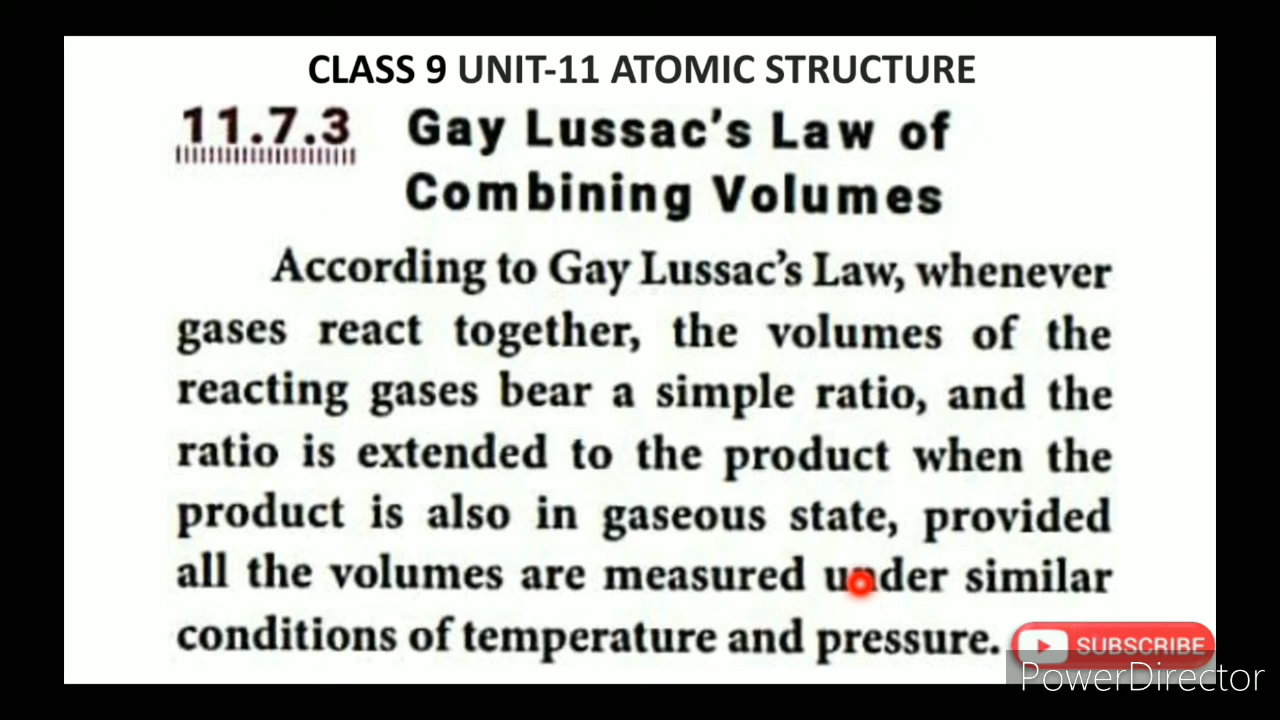 CLASS 9 UNIT-11 ATOMIC STRUCTURE
11.7.3 Gay Lussac's Law of
Combining Volumes
According to Gay Lussac's Law, whenever
gases react together, the volumes of the
reacting gases bear a simple ratio, and the
ratio is extended to the product when the
product is also in gaseous state, provided
all the volumes are measured under similar
conditions of temperature and pressure.
SUBSCRIBE
PowerDirector